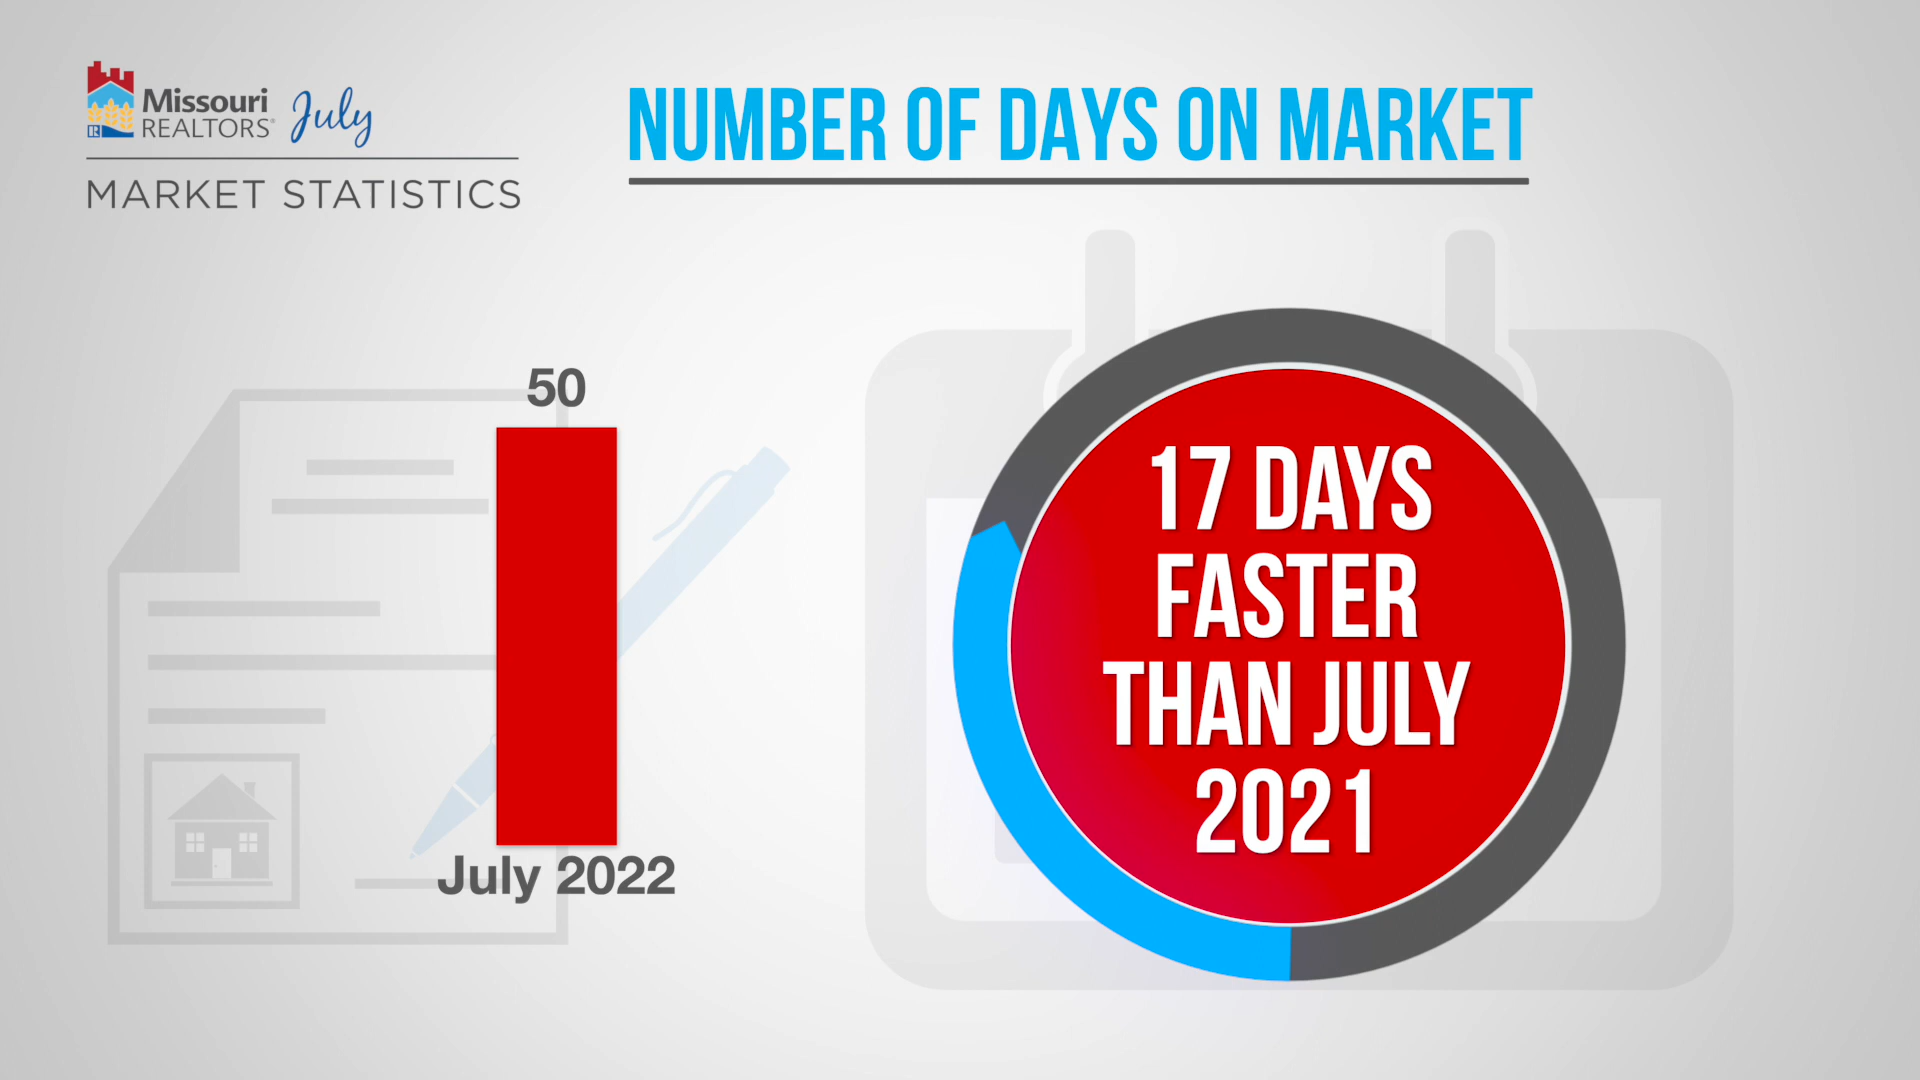 Missouri
REALTORS®
July
MARKET STATISTICS
NUMBER OF DAYS ON MARKET
50
July 2022
17 DAYS
FASTER
THAN JULY
2021